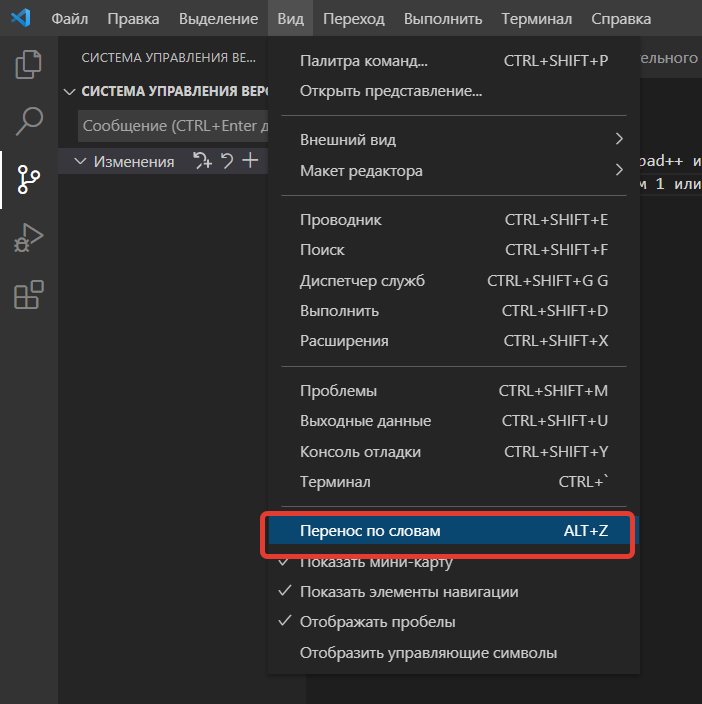 Файл Правка Выделение Вид Переход Выполнить Терминал Справка
СИСТЕМА УПРАВЛЕНИЯ ВЕ...
СИСТЕМА УПРАВЛЕНИЯ ВЕРС
Сообщение (CTRL+Enter д
Изменения
Палитра команд... CTRL+SHIFT+P
Открыть представление...
Внешний вид
Макет редактора
Проводник CTRL+SHIFT+E
Поиск CTRL+SHIFT+F
Диспетчер служб CTRL+SHIFT+G G
Выполнить CTRL+SHIFT+D
Расширения CTRL+SHIFT+X
Проблемы CTRL+SHIFT+M
Выходные данные CTRL+SHIFT+U
Консоль отладки CTRL+SHIFT+Y
Терминал CTRL+`
Перенос по словам ALT+Z
Показать мини-карту
Показать элементы навигации
Отображать пробелы
Отобразить управляющие символы
ельного
pad++ и
м 1 или